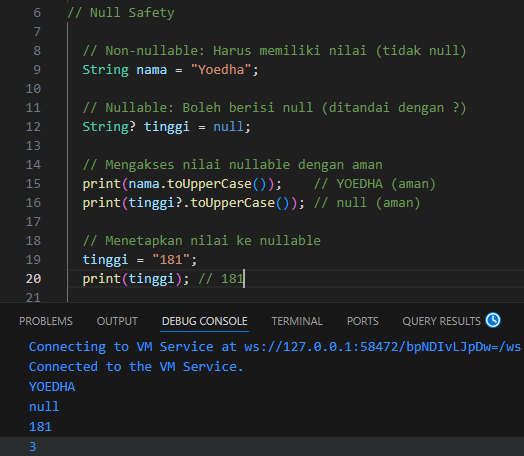 6 // Null Safety
7
8 // Non-nullable: Harus memiliki nilai (tidak null)
9 String nama = "Yoedha";
10
11 // Nullable: Boleh berisi null (ditandai dengan ?)
12 String? tinggi = null;
13
14 // Mengakses nilai nullable dengan aman
15 print(nama.toUpperCase()); // YOEDHA (aman)
16 print(tinggi?.toUpperCase()); // null (aman)
17
18 // Menetapkan nilai ke nullable
19 tinggi = "181";
20 print(tinggi); // 181
21
PROBLEMS OUTPUT DEBUG CONSOLE TERMINAL PORTS QUERY RESULTS
Connecting to VM Service at ws://127.0.0.1:58472/bpNDIvLJpDw=/ws
Connected to the VM Service.
YOEDHA
null
181
3